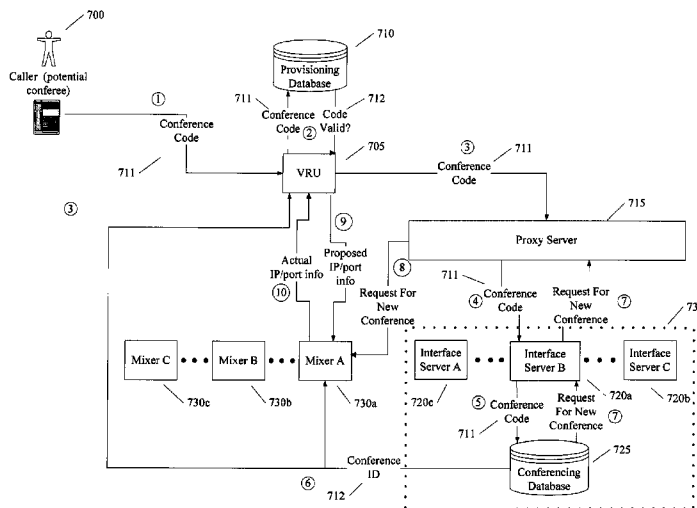 700
Caller (potential
conferee)
①
Conference
Code
711
710
Provisioning
Database
711
Conference
Code
②
712
Code
Valid?
705
VRU
③
Conference
Code
711
715
Proxy Server
③
⑨
Proposed
IP/port info
Actual
IP/port info
⑩
⑧
Request For
New
Conference
711
④
Conference
Code
Request For
New
Conference
⑦
73
Mixer C
Mixer B
Mixer A
730c
730b
730a
Interface
Server A
Interface
Server B
Interface
Server C
720c
720a
720b
⑤
Conference
Code
711
Request
For New
Conference
⑦
725
Conferencing
Database
⑥
Conference
ID
712